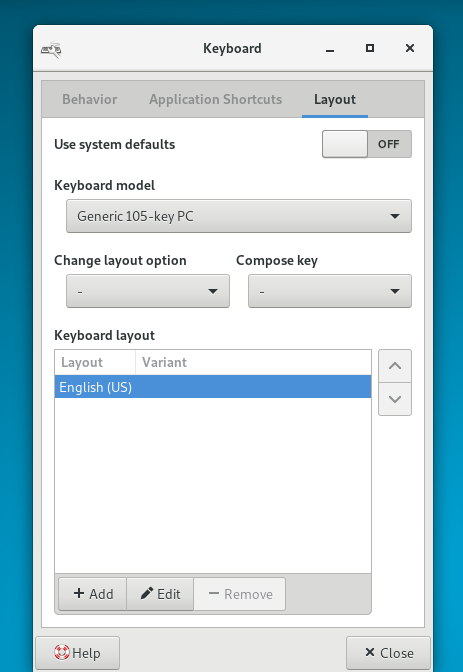 Keyboard
Behavior Application Shortcuts Layout
Use system defaults OFF
Keyboard model
Generic 105-key PC
Change layout option Compose key
- -
Keyboard layout
Layout Variant
English (US)
+ Add Edit − Remove
Help × Close